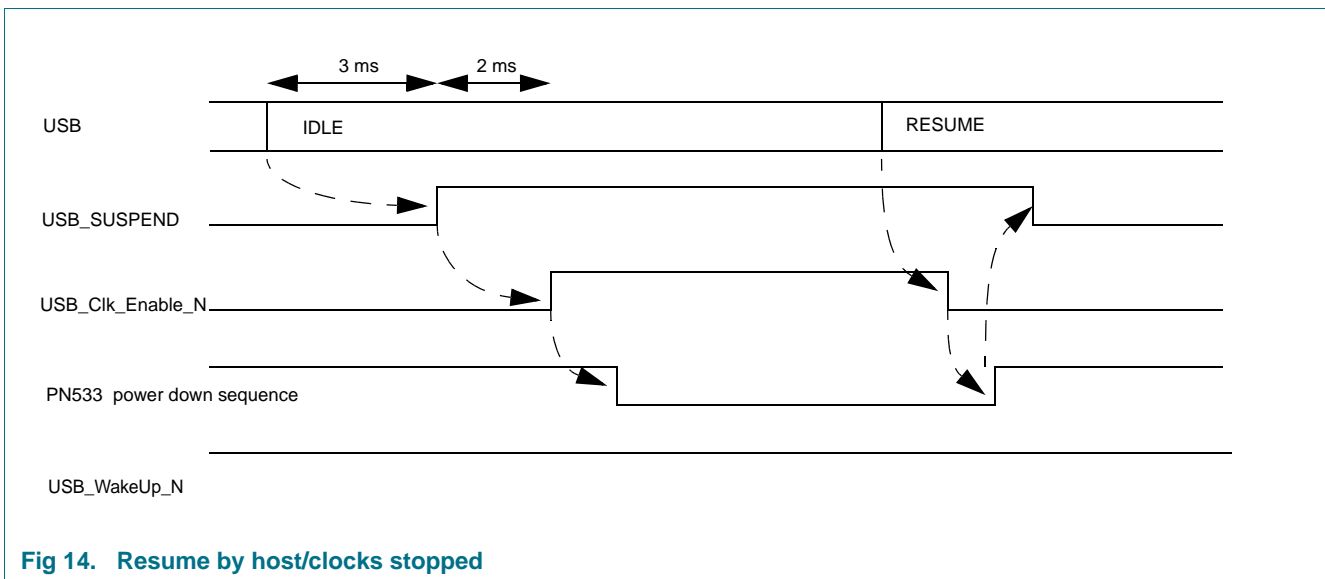 3 ms 2 ms
USB IDLE RESUME
USB_SUSPEND
USB_Clk_Enable_N
PN533 power down sequence
USB_WakeUp_N
Fig 14. Resume by host/clocks stopped